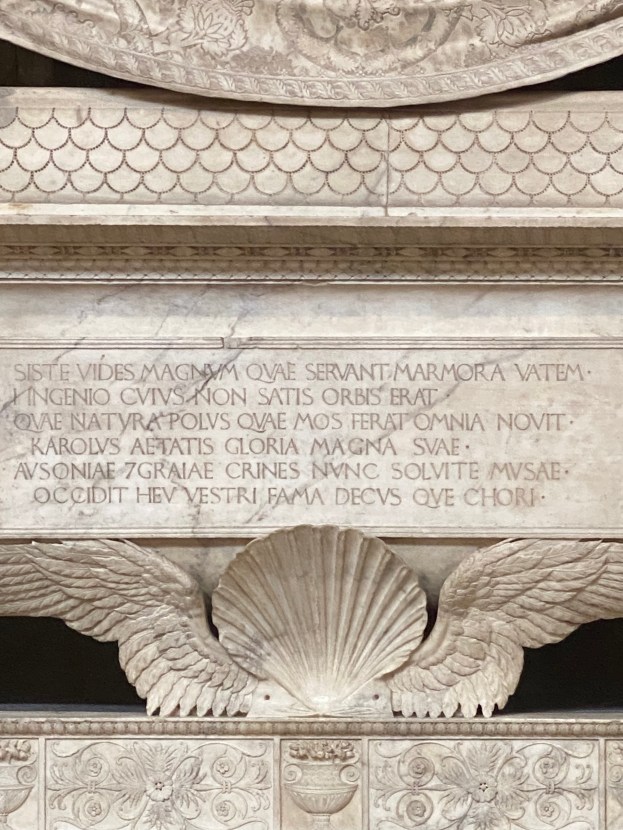 SISTE VIDES MAGNVM QVAE SERVANT MARMORA VATEM·
INGENIO CVIVS·NON SATIS ORBIS ERAT·
QVAE NATVRA POLVS QVAE MOS FERAT OMNIA NOVIT·
KAROLVS AETATIS GLORIA MAGNA SVAE·
AVSONIAE 7GRAIAE CRINES NVNC SOLVITE MVSAE·
OCCIDIT HEV VESTRI FAMA DECVS QVE CHORI·